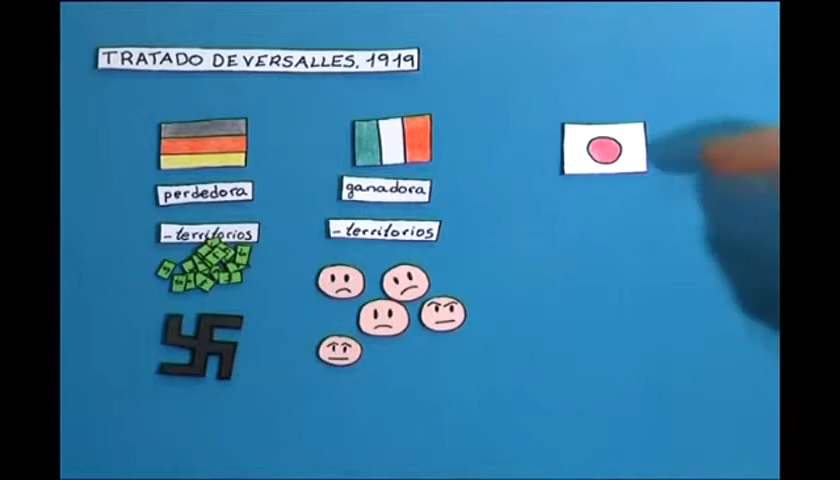 TRATADO DE VERSALLES, 1919
perdedora
ganadora
- territorios
- territorios